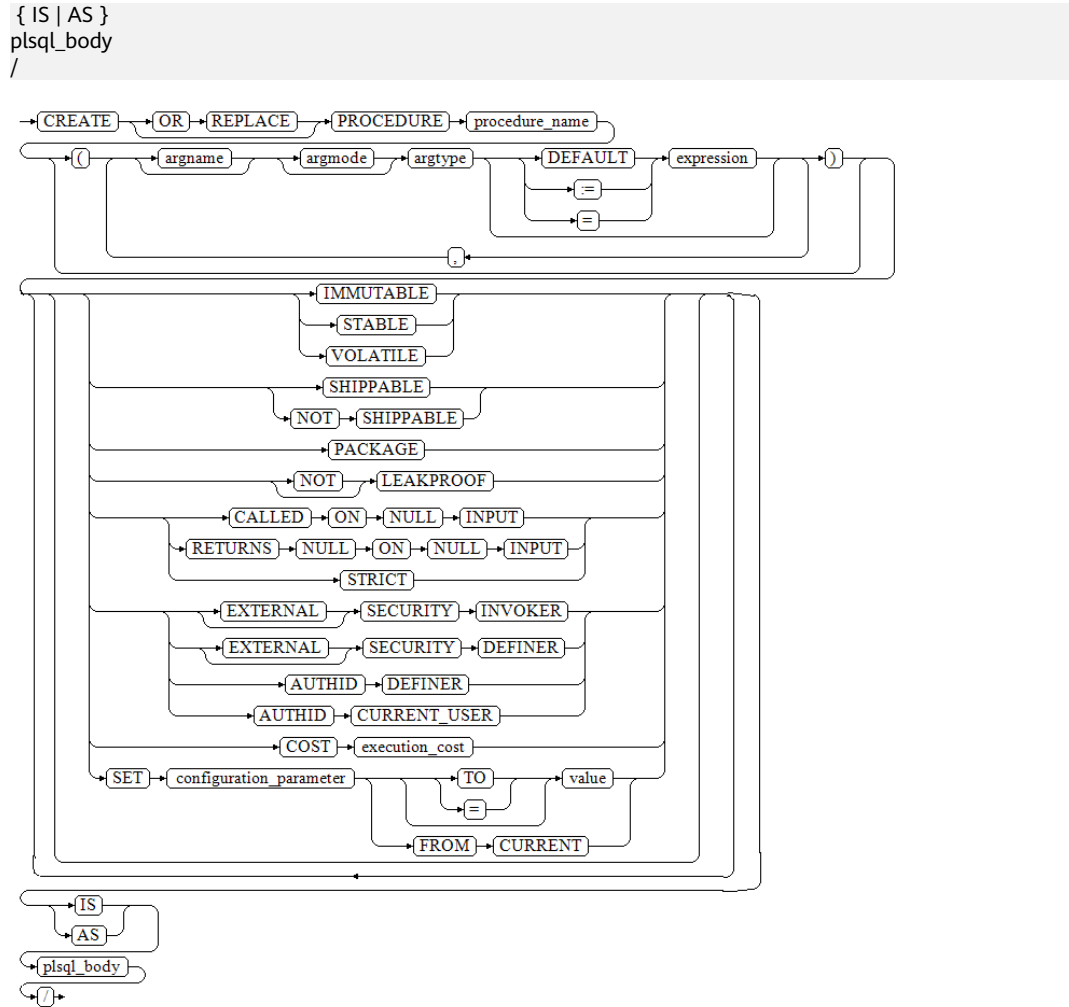 { IS | AS }
plsql_body
/
CREATE OR REPLACE PROCEDURE procedure_name
( argname argmode argtype DEFAULT expression )
:=
=
,
IMMUTABLE
STABLE
VOLATILE
SHIPPABLE
NOT SHIPPABLE
PACKAGE
NOT LEAKPROOF
CALLED ON NULL INPUT
RETURNS NULL ON NULL INPUT
STRICT
EXTERNAL SECURITY INVOKER
EXTERNAL SECURITY DEFINER
AUTHID DEFINER
AUTHID CURRENT_USER
COST execution_cost
SET configuration_parameter TO value
=
FROM CURRENT
IS
AS
plsql_body
/